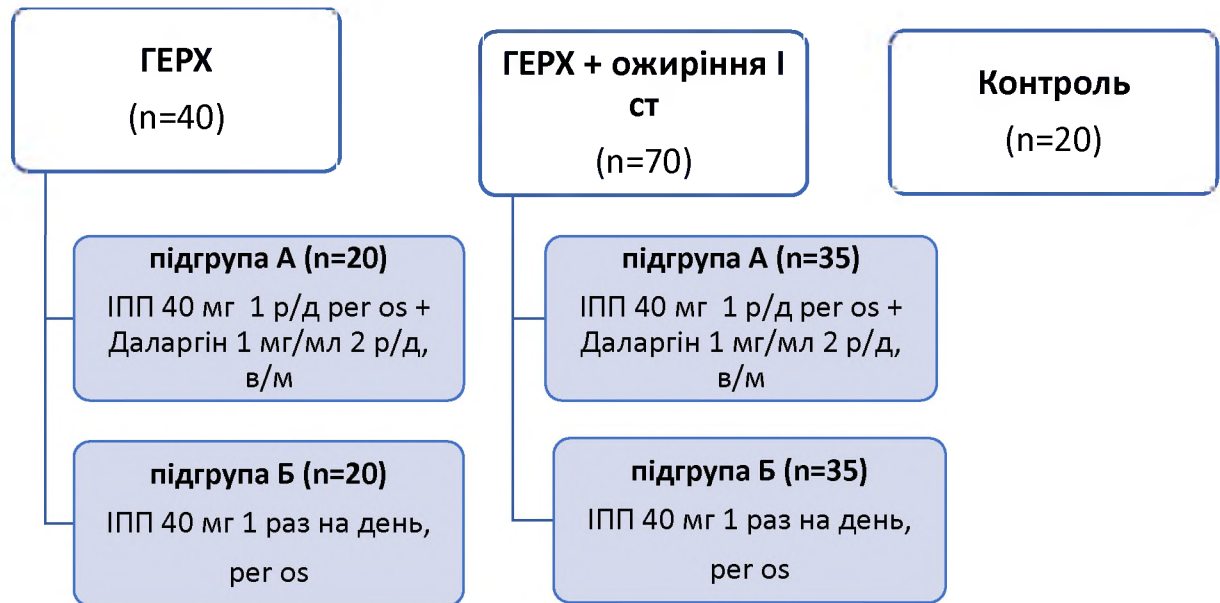 ГЕРХ
(n=40)
підгрупа А (n=20)
ІПП 40 мг 1 р/д per os +
Даларгін 1 мг/мл 2 р/д,
в/м
підгрупа Б (n=20)
ІПП 40 мг 1 раз на день,
per os
ГЕРХ + ожиріння І
ст
(n=70)
підгрупа А (n=35)
ІПП 40 мг 1 р/д per os +
Даларгін 1 мг/мл 2 р/д,
в/м
підгрупа Б (n=35)
ІПП 40 мг 1 раз на день,
per os
Контроль
(n=20)